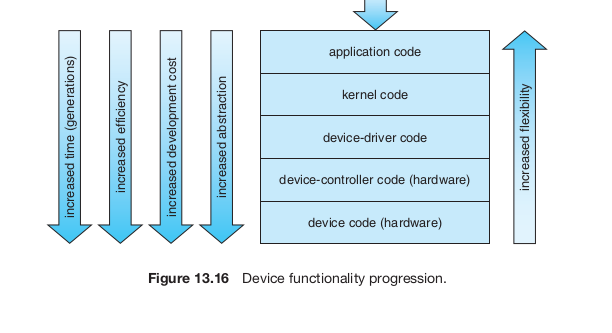 increased time (generations)
increased efficiency
increased development cost
increased abstraction
application code
kernel code
device-driver code
device-controller code (hardware)
device code (hardware)
increased flexibility
Figure 13.16 Device functionality progression.